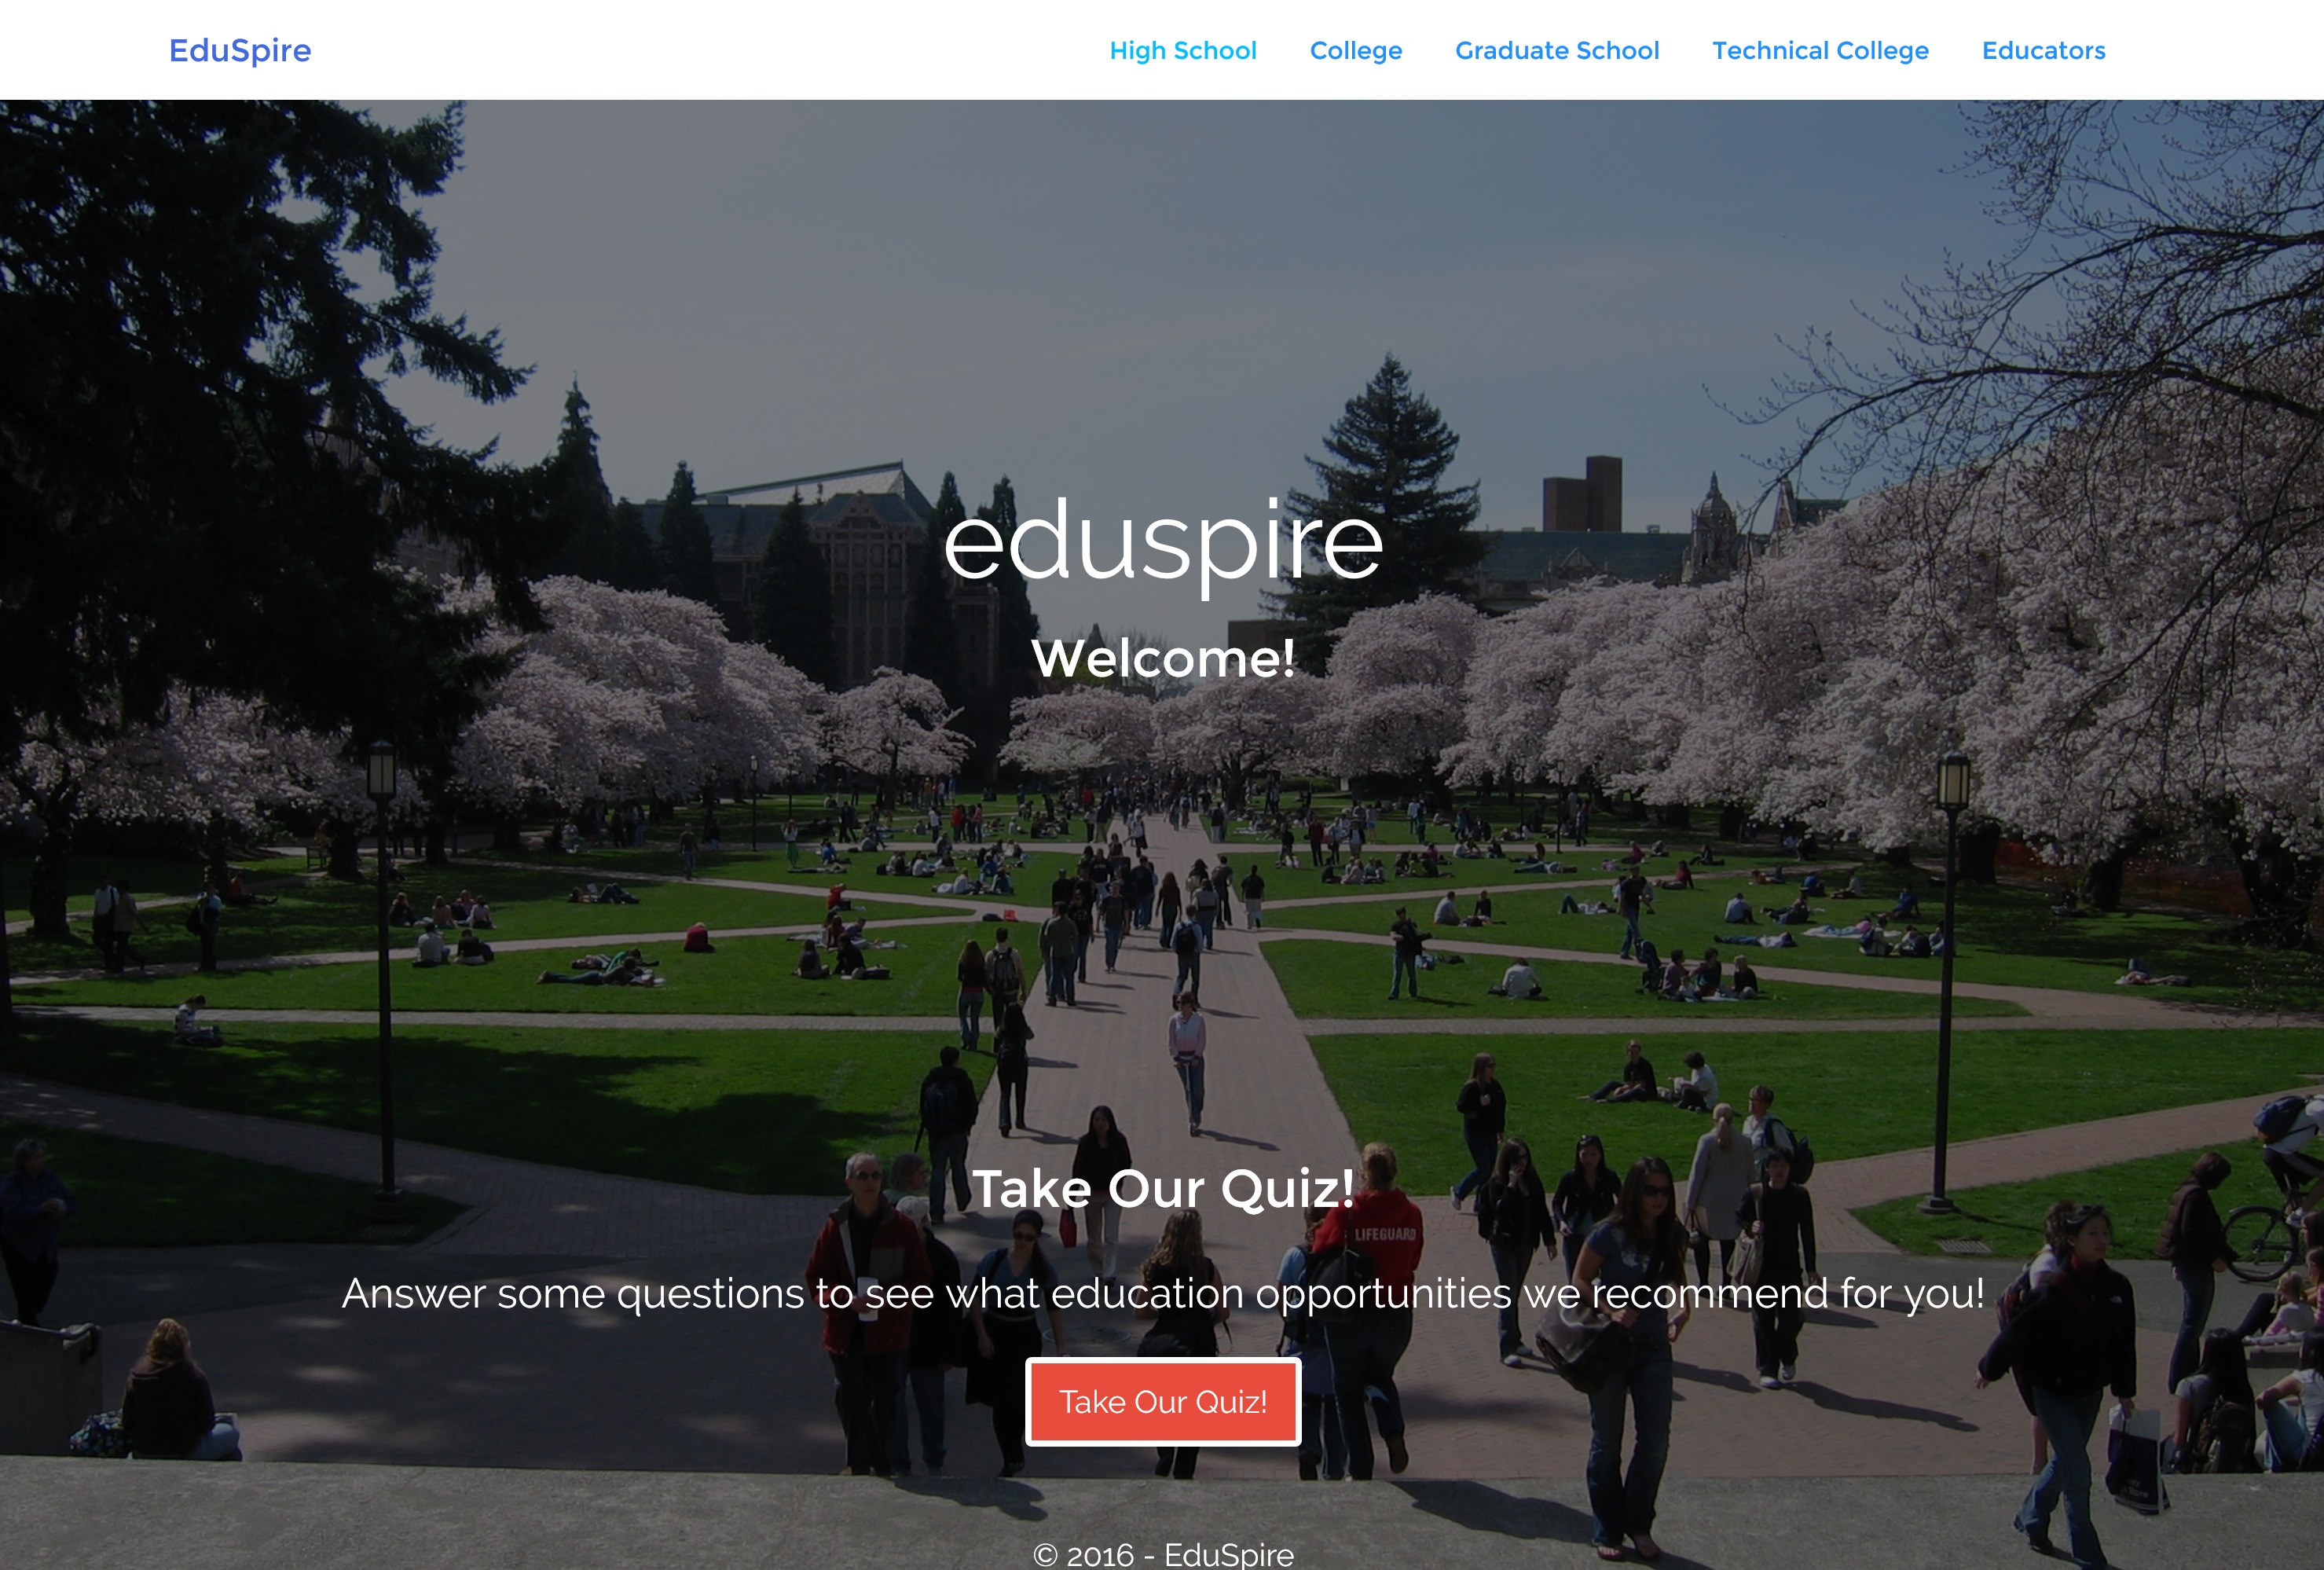 EduSpire
High School
College
Graduate School
Technical College
Educators
eduspire
Welcome!
Take Our Quiz!
LIFEGUARD
Answer some questions to see what education opportunities we recommend for you!
Take Our Quiz!
© 2016 - EduSpire